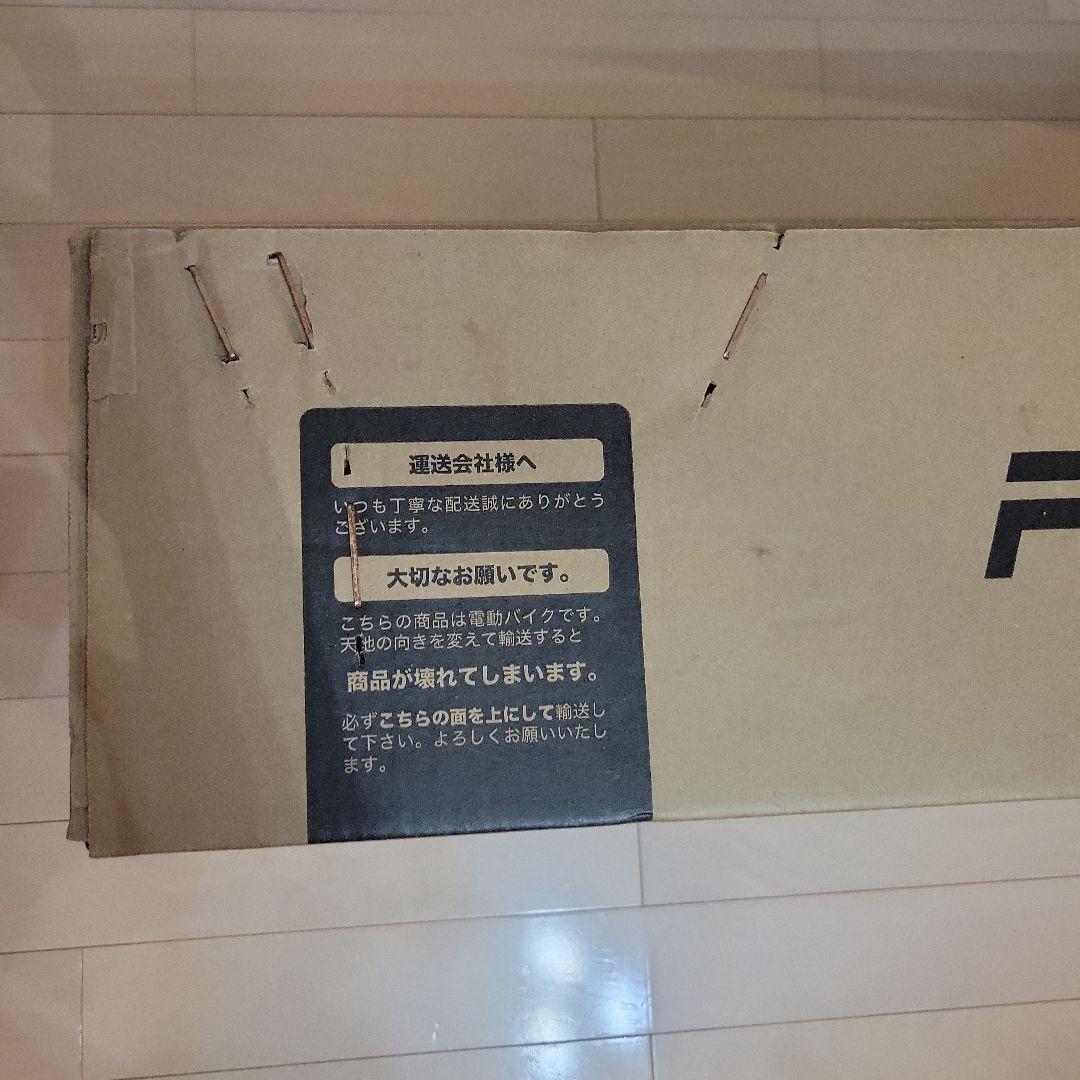 運送会社様へ
いつも丁寧な配送誠にありがとう
ございます。
大切なお願いです。
こちらの商品は電動バイクです。
天地の向きを変えて輸送すると
商品が壊れてしまいます。
必ずこちらの面を上にして輸送し
て下さい。よろしくお願いいたし
ます。